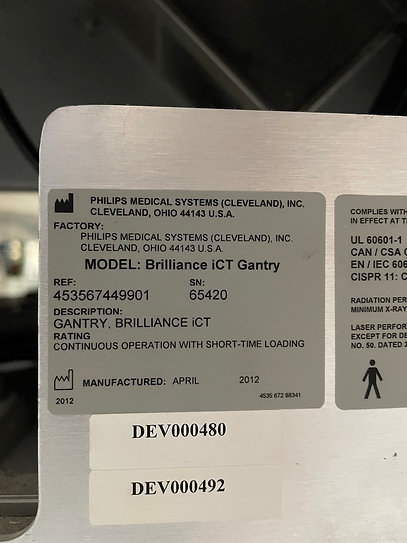 PHILIPS MEDICAL SYSTEMS (CLEVELAND), INC.
CLEVELAND, OHIO 44143 U.S.A.
FACTORY:
PHILIPS MEDICAL SYSTEMS (CLEVELAND), INC.
CLEVELAND, OHIO 44143 U.S.A.
MODEL: Brilliance iCT Gantry
REF: SN:
453567449901 65420
DESCRIPTION:
GANTRY, BRILLIANCE iCT
RATING
CONTINUOUS OPERATION WITH SHORT-TIME LOADING
MANUFACTURED: APRIL 2012
2012 4535 672 88341
COMPLIES WITH
IN EFFECT AT
UL 60601-1
CAN / CSA
EN / IEC 606
CISPR 11: C
RADIATION PER
MINIMUM X-RAY
LASER PERFOR
EXCEPT FOR DE
NO. 50. DATED
DEV000480
DEV000492